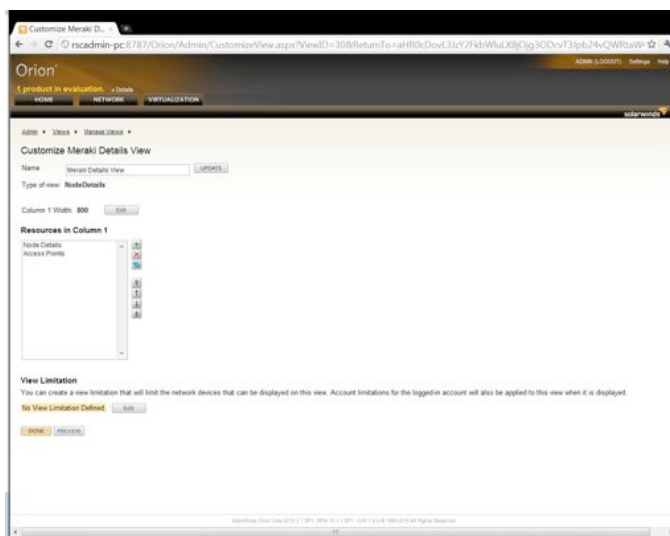 Customize Meraki D...
rscadmin-pc:8787/Orion/Admin/CustomizeView.aspx?ViewID=30&ReturnTo=
ADMIN (LOGOUT) Settings Help
Orion
1 product in evaluation. » Details
HOME NETWORK VIRTUALIZATION
solarwinds
Admin Views Manage Views
Customize Meraki Details View
Name Meraki Details View UPDATE
Type of view: NodeDetails
Column 1 Width: 800 Edit
Resources in Column 1
Node Details
Access Points
View Limitation
You can create a view limitation that will limit the network devices that can be displayed on this view. Account limitations for the logged-in account will also be applied to this view when it is displayed.
No View Limitation Defined. Edit
DONE PREVIEW